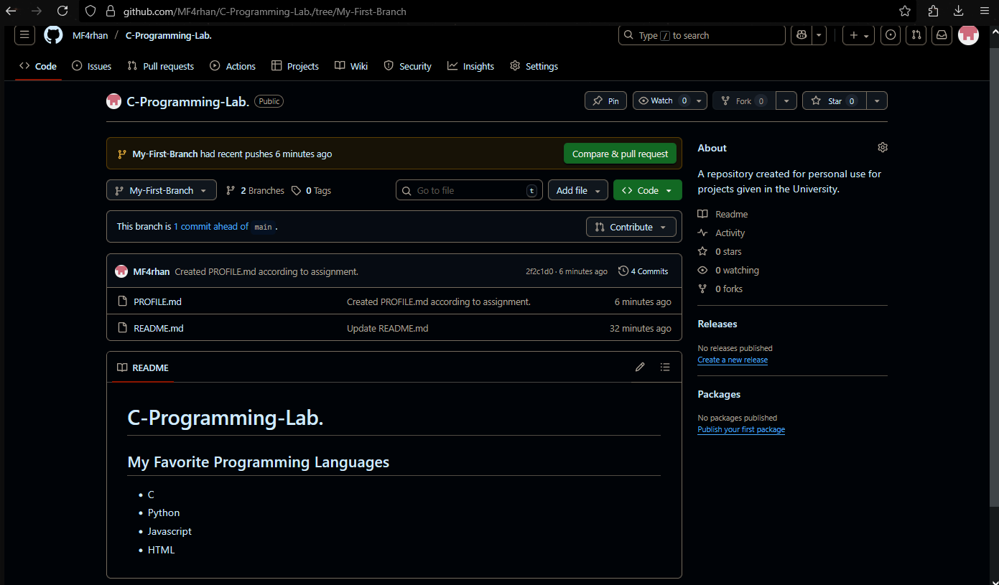 github.com/MF4rhan/C-Programming-Lab./tree/My-First-Branch
MF4rhan / C-Programming-Lab.
Type / to search
Code Issues Pull requests Actions Projects Wiki Security Insights Settings
C-Programming-Lab. Public
Pin Watch 0 Fork 0 Star 0
My-First-Branch had recent pushes 6 minutes ago
Compare & pull request
My-First-Branch 2 Branches 0 Tags
Go to file t Add file Code
This branch is 1 commit ahead of main .
Contribute
MF4rhan Created PROFILE.md according to assignment. 2f2c1d0 · 6 minutes ago 4 Commits
PROFILE.md Created PROFILE.md according to assignment. 6 minutes ago
README.md Update README.md 32 minutes ago
README
C-Programming-Lab.
My Favorite Programming Languages
C
Python
Javascript
HTML
About
A repository created for personal use for
projects given in the University.
Readme
Activity
0 stars
0 watching
0 forks
Releases
No releases published
Create a new release
Packages
No packages published
Publish your first package